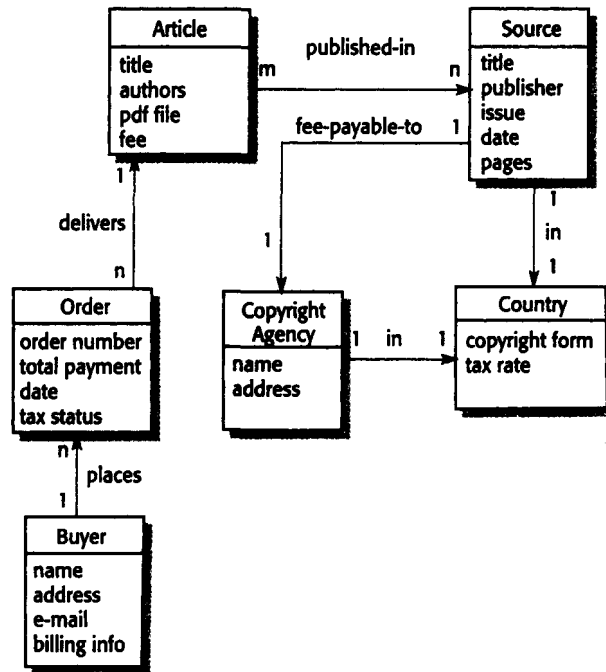 Article
title
authors
pdf file
fee
m
published-in
n
Source
title
publisher
issue
date
pages
fee-payable-to
1
1
1
delivers
n
1
in
1
Order
order number
total payment
date
tax status
Copyright
Agency
name
address
1
in
1
Country
copyright form
tax rate
n
places
1
Buyer
name
address
e-mail
billing info